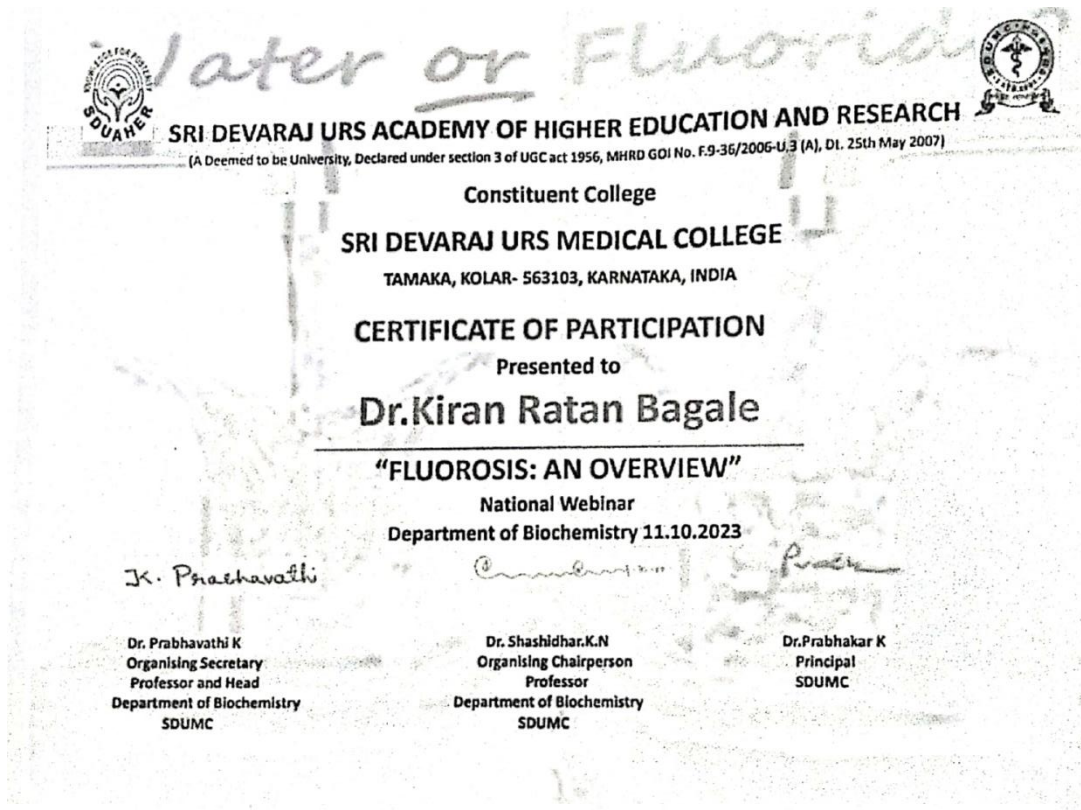 Water or Fluorid
SDUAHER
SRI DEVARAJ URS ACADEMY OF HIGHER EDUCATION AND RESEARCH
(A Deemed to be University, Declared under section 3 of UGC act 1956, MHRD GOI No. F.9-36/2006-U.3 (A), Dt. 25th May 2007)
Constituent College
SRI DEVARAJ URS MEDICAL COLLEGE
TAMAKA, KOLAR- 563103, KARNATAKA, INDIA
CERTIFICATE OF PARTICIPATION
Presented to
Dr.Kiran Ratan Bagale
“FLUOROSIS: AN OVERVIEW”
National Webinar
Department of Biochemistry 11.10.2023
K. Prabhavathi
Dr. Prabhavathi K
Organising Secretary
Professor and Head
Department of Biochemistry
SDUMC
Dr. Shashidhar.K.N
Organising Chairperson
Professor
Department of Biochemistry
SDUMC
Dr.Prabhakar K
Principal
SDUMC